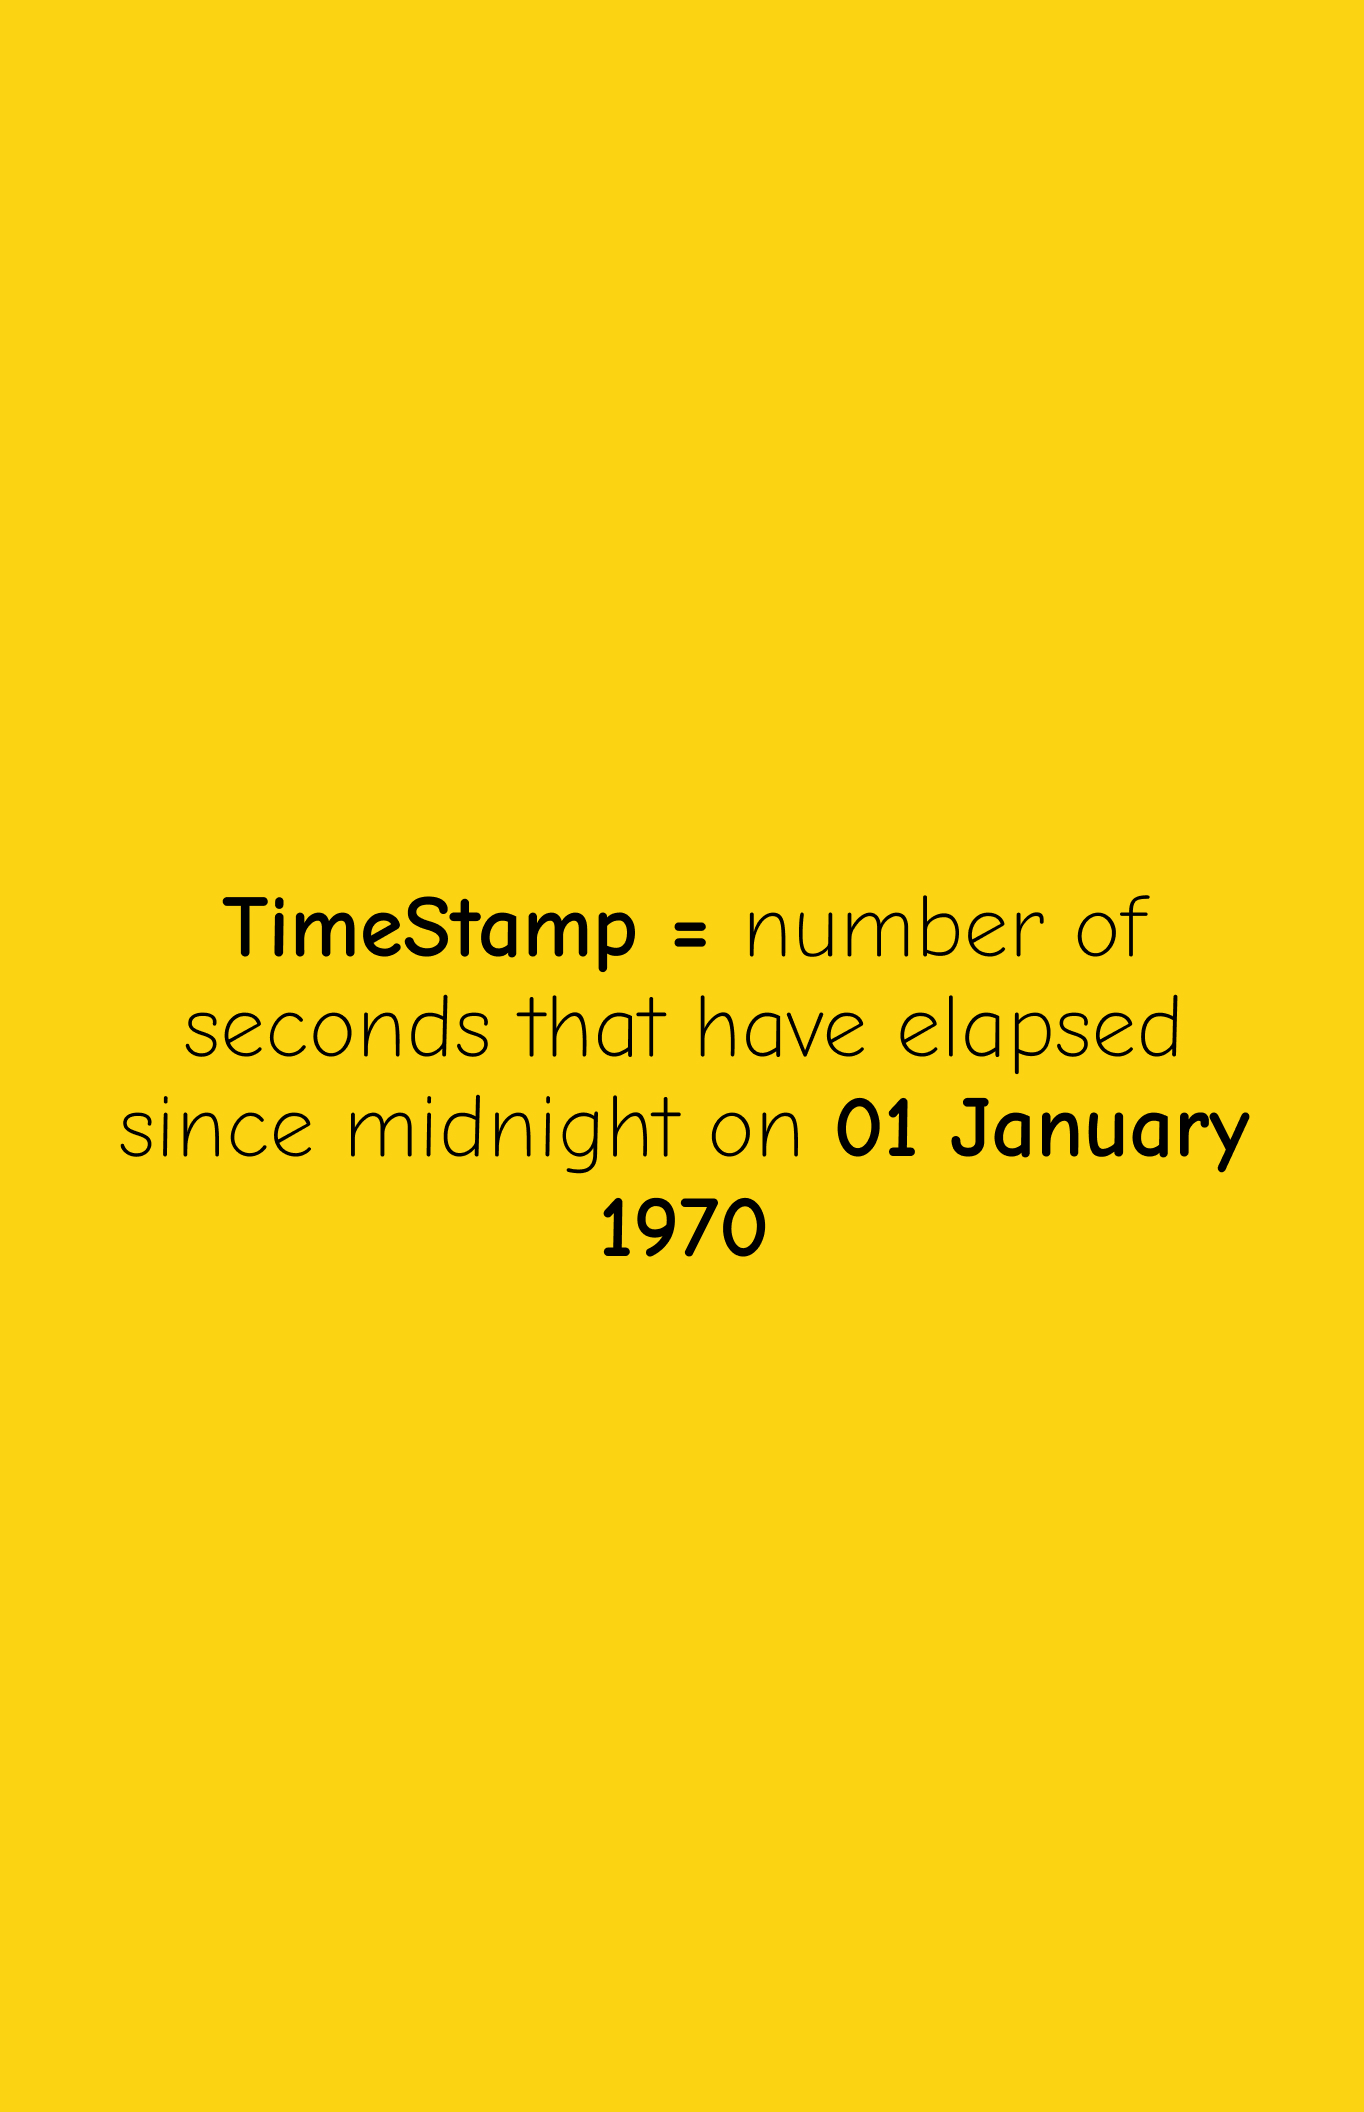 TimeStamp = number of
seconds that have elapsed
since midnight on 01 January
1970